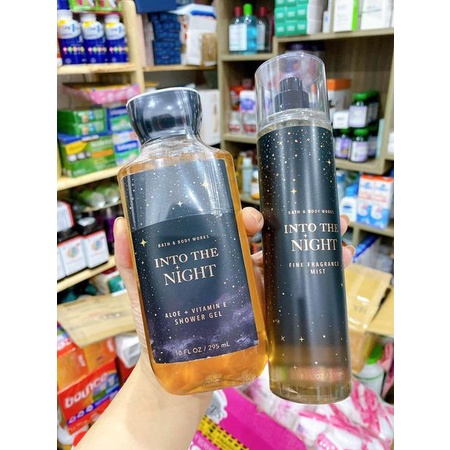 BATH & BODY WORKS
INTO THE
NIGHT
ALOE + VITAMIN E
SHOWER GEL
10 FL OZ / 295 mL
BATH & BODY WORKS
INTO THE
NIGHT
FINE FRAGRANCE
MIST
bounce